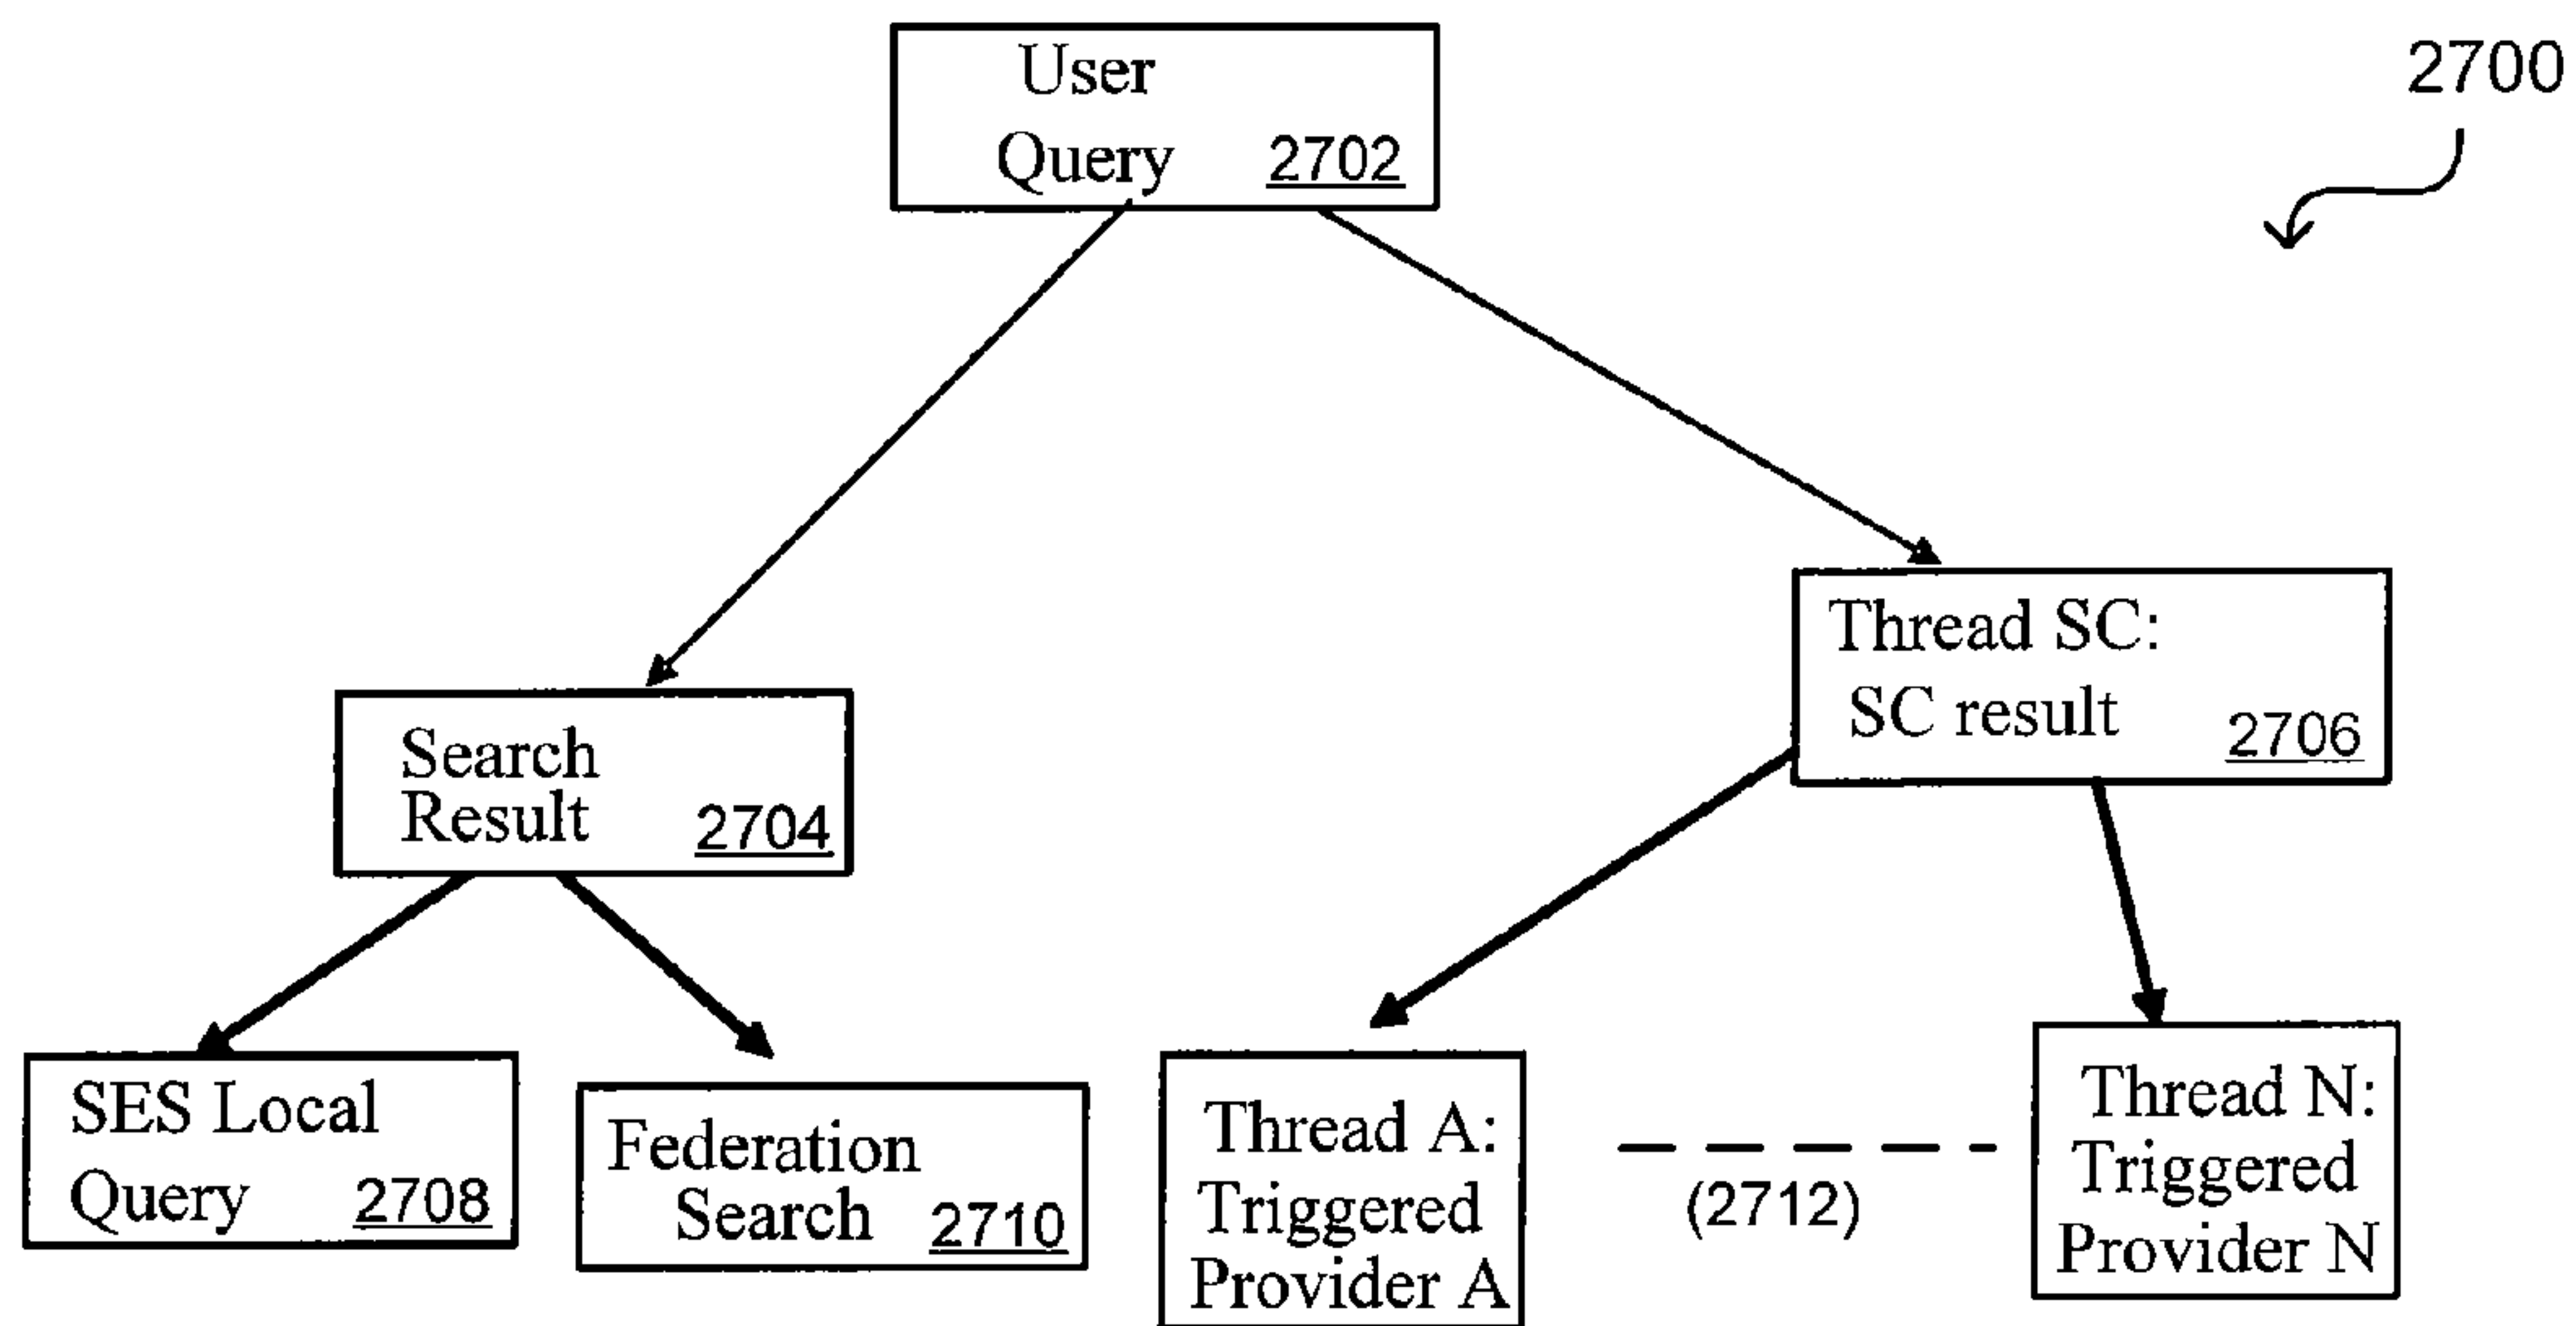 User
Query 2702
2700
Thread SC:
SC result 2706
Search
Result 2704
SES Local
Query 2708
Federation
Search 2710
Thread A:
Triggered
Provider A
(2712)
Thread N:
Triggered
Provider N